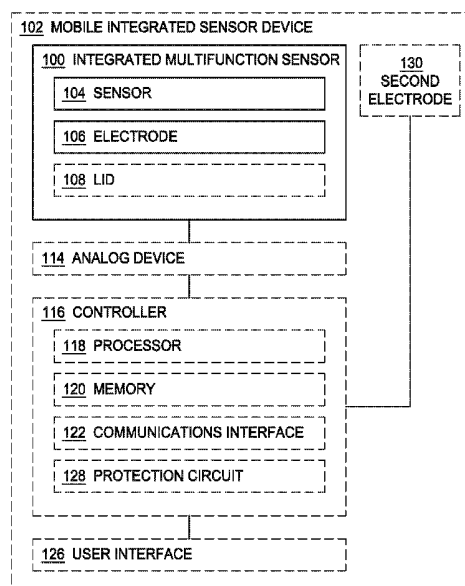 102 MOBILE INTEGRATED SENSOR DEVICE
100 INTEGRATED MULTIFUNCTION SENSOR
104 SENSOR
106 ELECTRODE
108 LID
130
SECOND
ELECTRODE
114 ANALOG DEVICE
116 CONTROLLER
118 PROCESSOR
120 MEMORY
122 COMMUNICATIONS INTERFACE
128 PROTECTION CIRCUIT
126 USER INTERFACE